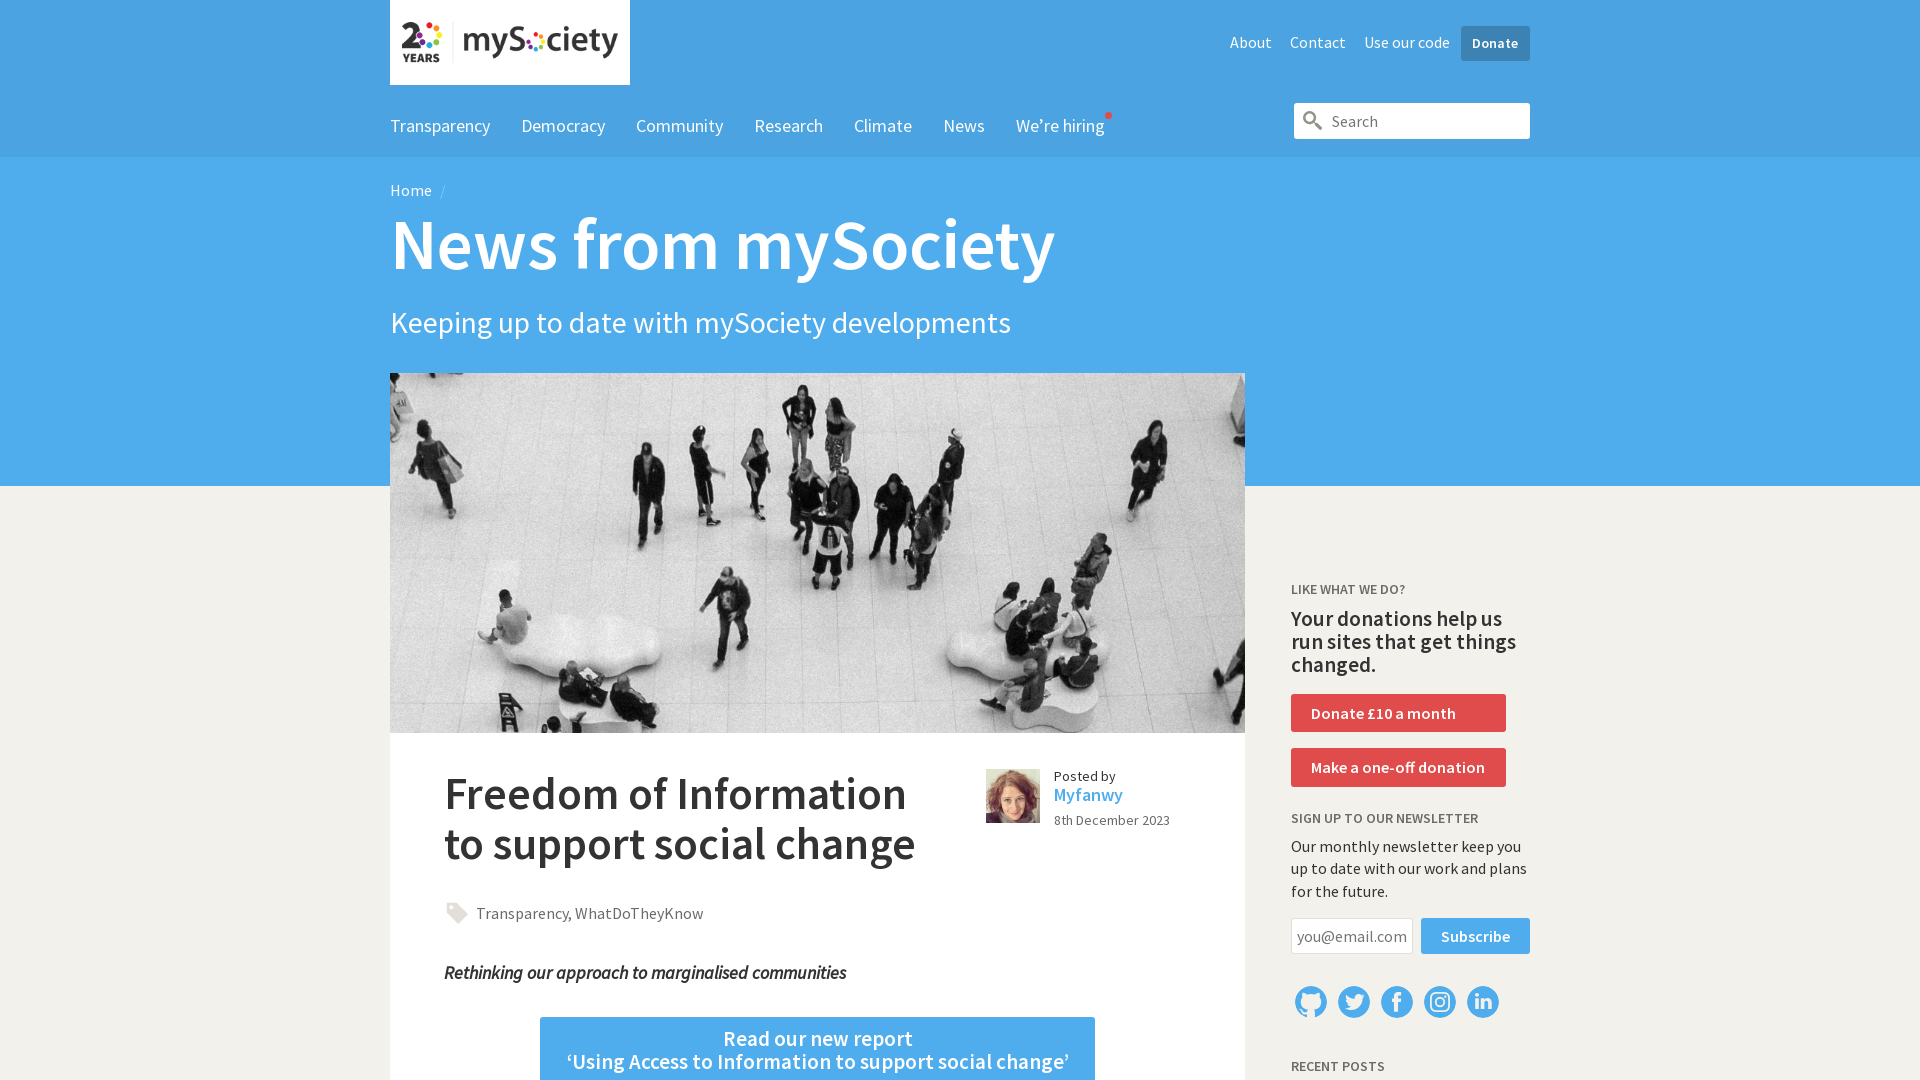 20 YEARS mySociety
About Contact Use our code Donate
Transparency Democracy Community Research Climate News We’re hiring
Search
Home /
News from mySociety
Keeping up to date with mySociety developments
Freedom of Information
to support social change
Posted by
Myfanwy
8th December 2023
Transparency, WhatDoTheyKnow
Rethinking our approach to marginalised communities
Read our new report
‘Using Access to Information to support social change’
LIKE WHAT WE DO?
Your donations help us
run sites that get things
changed.
Donate £10 a month
Make a one-off donation
SIGN UP TO OUR NEWSLETTER
Our monthly newsletter keep you
up to date with our work and plans
for the future.
you@email.com Subscribe
RECENT POSTS